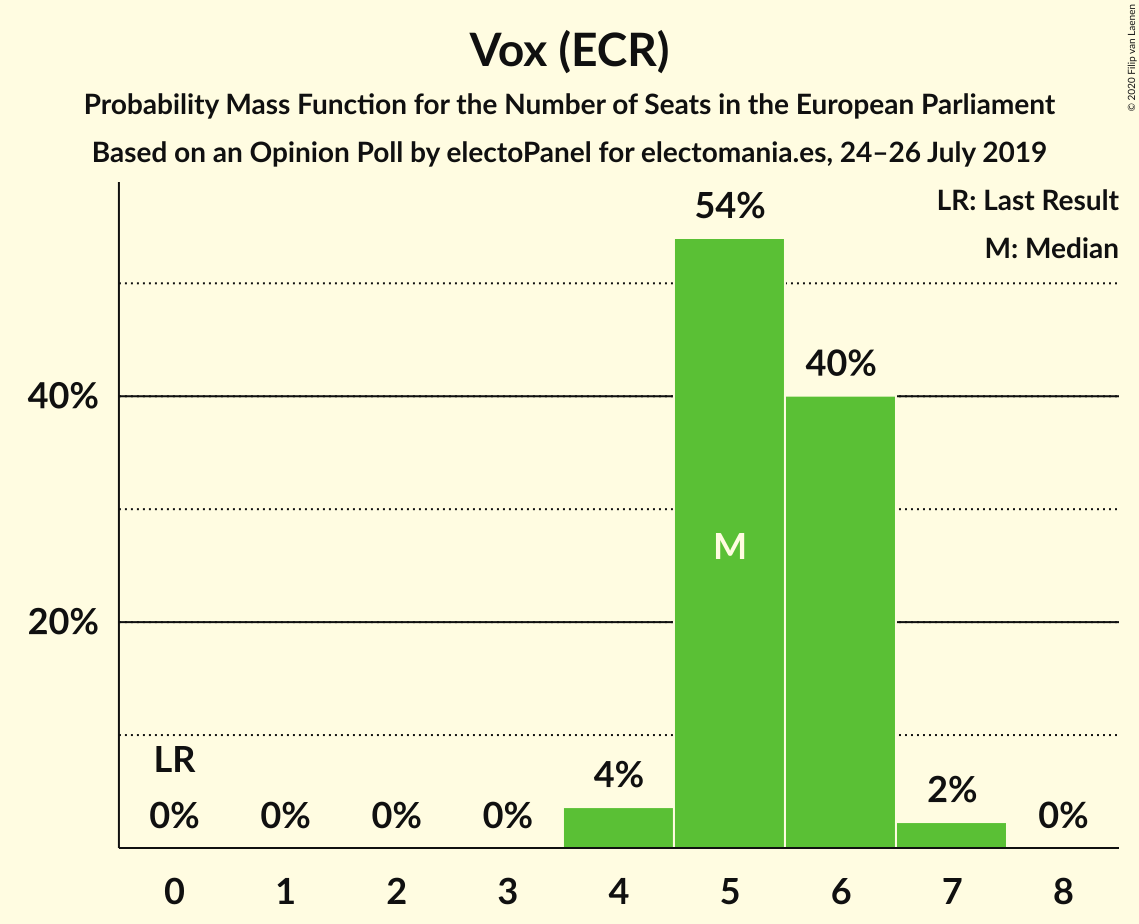 Vox (ECR)
Probability Mass Function for the Number of Seats in the European Parliament
Based on an Opinion Poll by electoPanel for electomania.es, 24–26 July 2019
© 2020 Filip van Laenen
LR: Last Result
M: Median
54%
40%
40%
M
20%
LR
0%
0%
0%
0%
4%
2%
0%
0
1
2
3
4
5
6
7
8